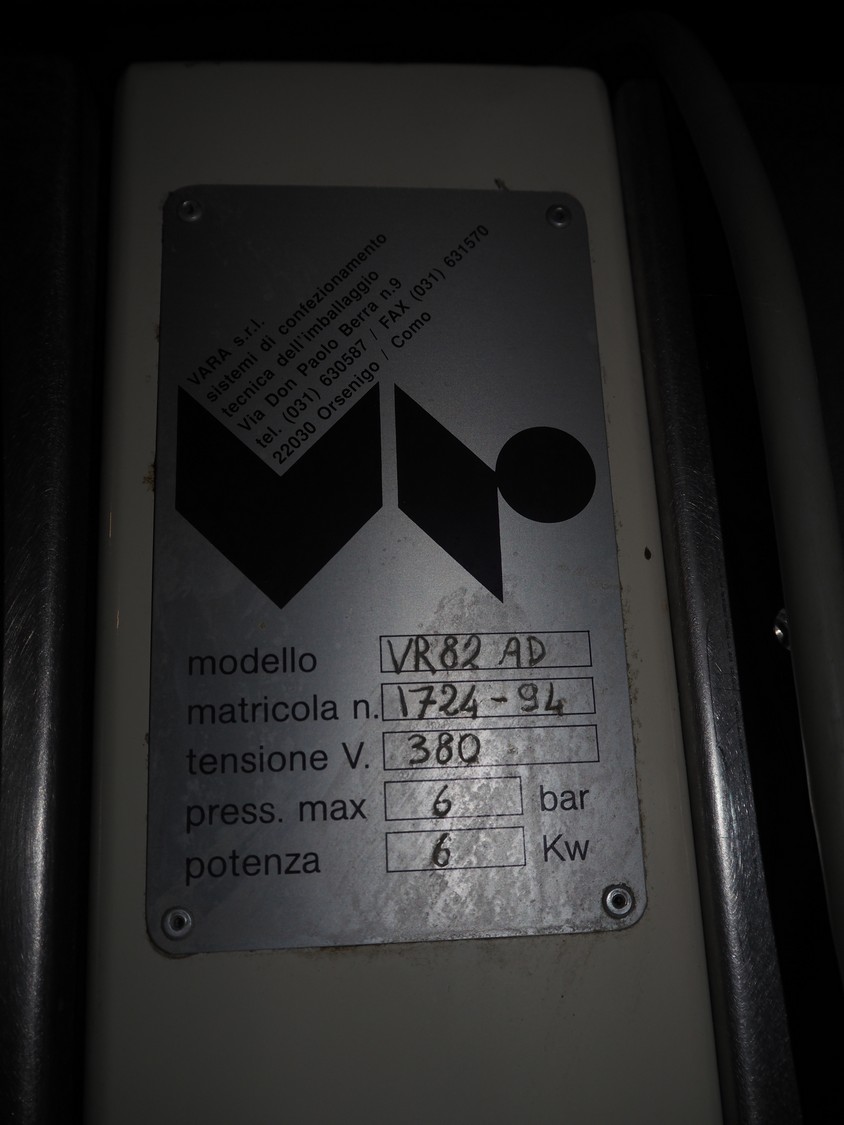 VARA s.r.l.
sistemi di confezionamento
tecnica dell'imballaggio
Via Don Paolo Berra n.9
tel. (031) 630587 / FAX (031) 631570
22030 Orsenigo / Como
modello VR82 AD
matricola n. 1724-94
tensione V. 380
press. max 6 bar
potenza 6 Kw